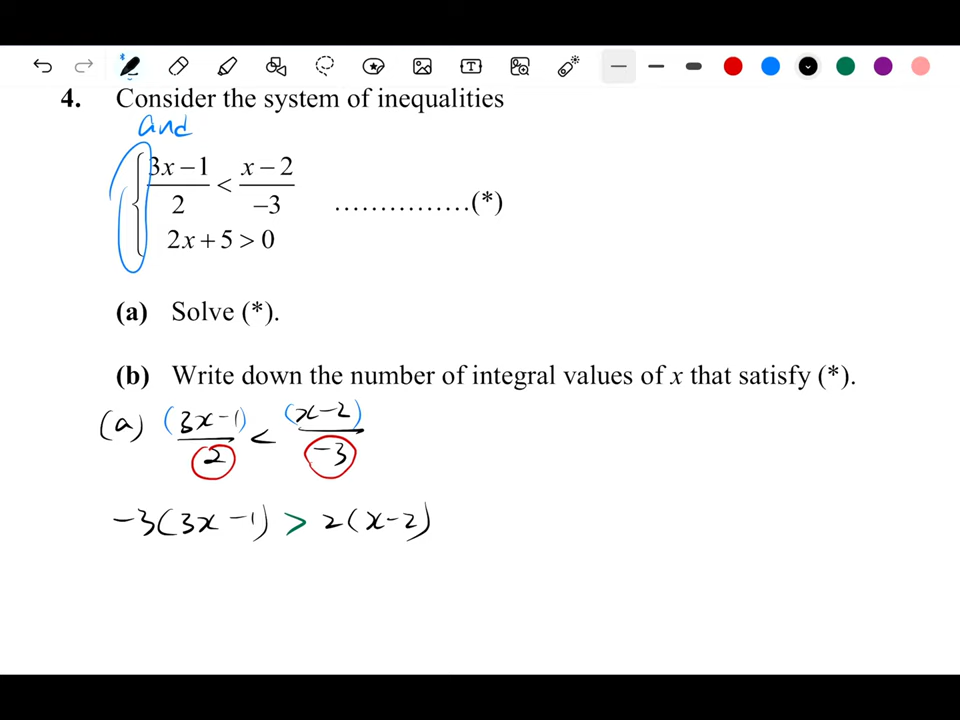 4. Consider the system of inequalities
and
{ (3x − 1)/2 < (x − 2)/−3
2x + 5 > 0 ...............(*)
(a) Solve (*).
(b) Write down the number of integral values of x that satisfy (*).
(a) (3x−1)/2 < (x−2)/−3
−3(3x−1) > 2(x−2)